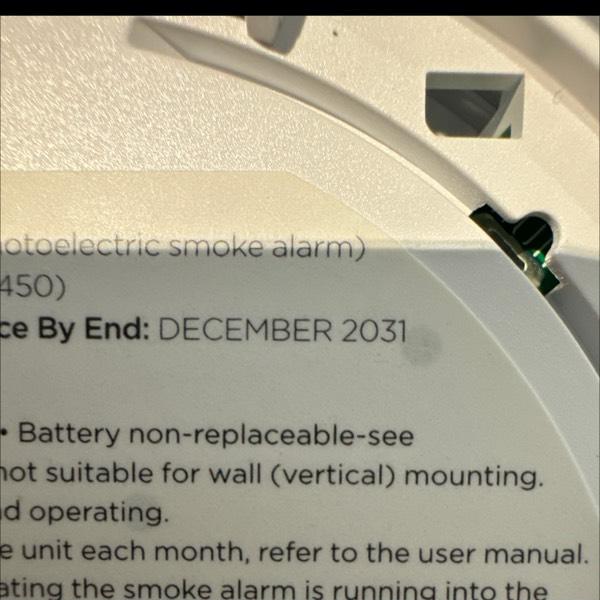 otoelectric smoke alarm)
450)
ce By End: DECEMBER 2031
• Battery non-replaceable-see
not suitable for wall (vertical) mounting.
d operating.
e unit each month, refer to the user manual.
ating the smoke alarm is running into the